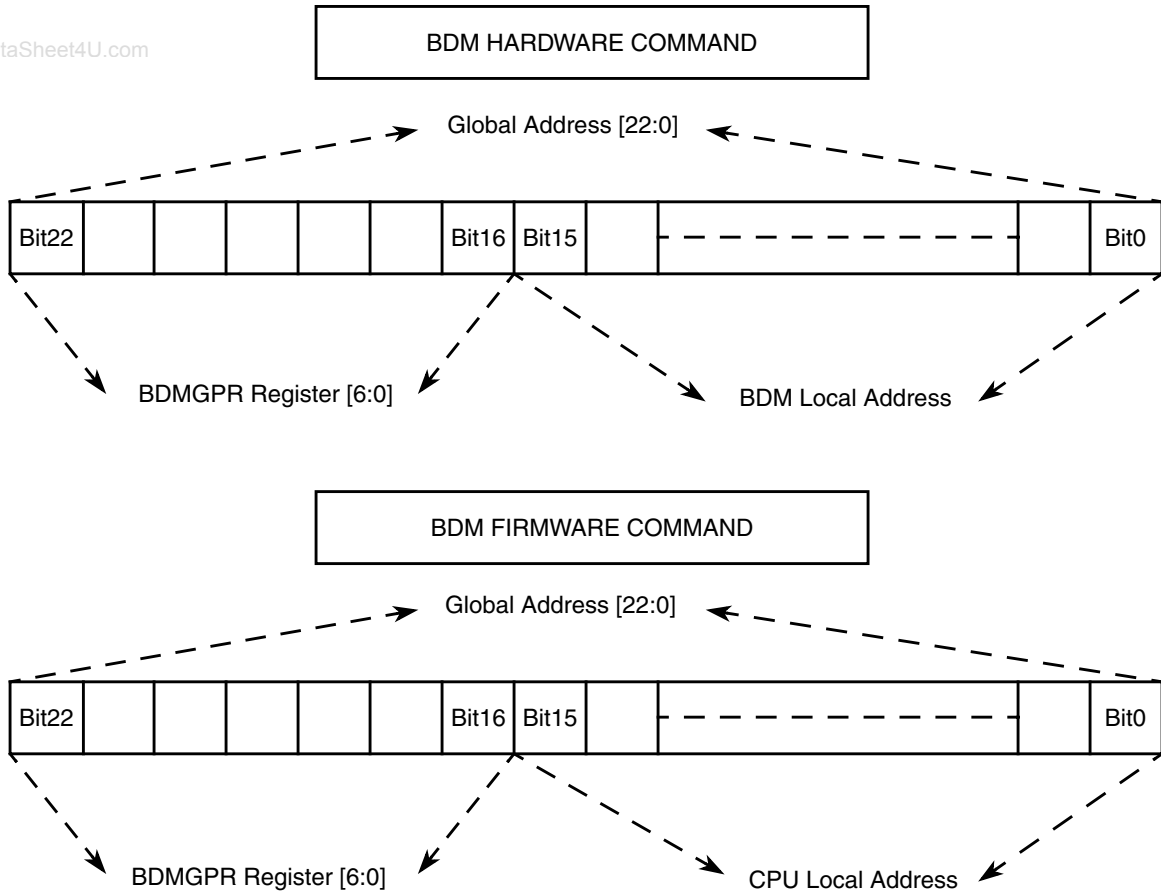 BDM HARDWARE COMMAND
taSheet4U.com
Global Address [22:0]
Bit22 Bit16 Bit15 Bit0
BDMGPR Register [6:0] BDM Local Address
BDM FIRMWARE COMMAND
Global Address [22:0]
Bit22 Bit16 Bit15 Bit0
BDMGPR Register [6:0] CPU Local Address